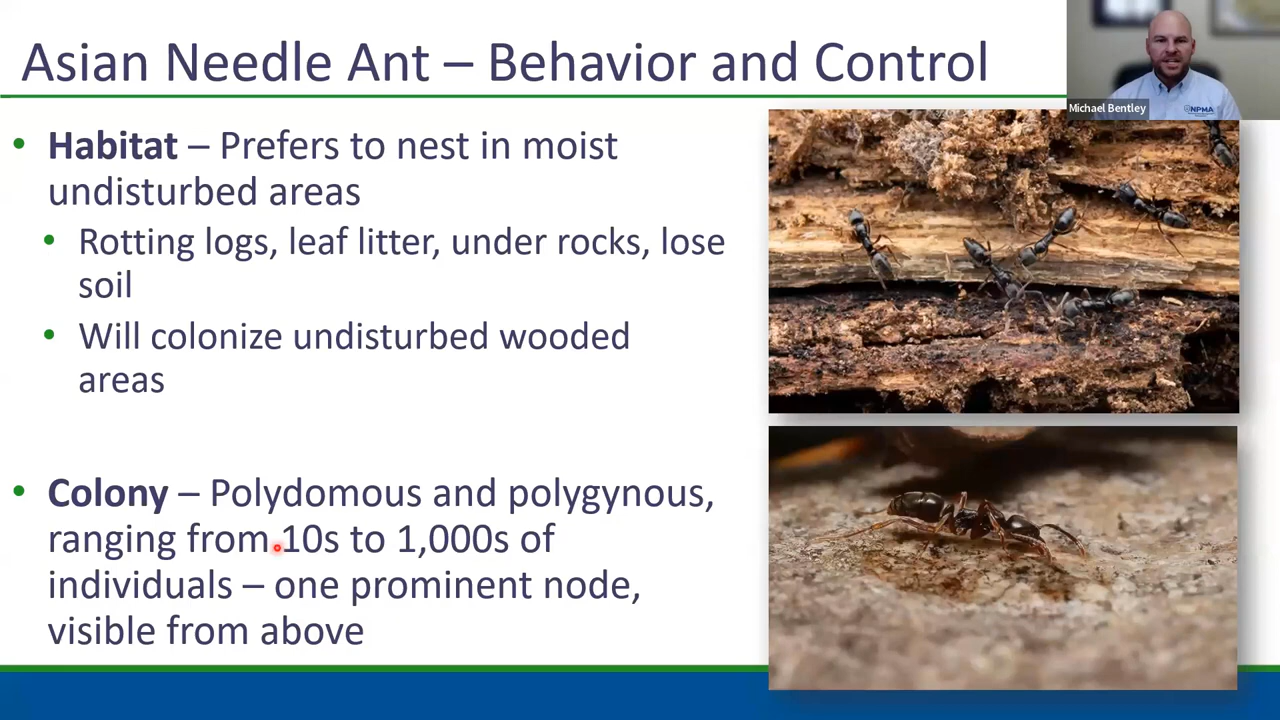 Asian Needle Ant – Behavior and Control
Michael Bentley
NPMA
• Habitat – Prefers to nest in moist
undisturbed areas
• Rotting logs, leaf litter, under rocks, lose
soil
• Will colonize undisturbed wooded
areas
• Colony – Polydomous and polygynous,
ranging from 10s to 1,000s of
individuals – one prominent node,
visible from above